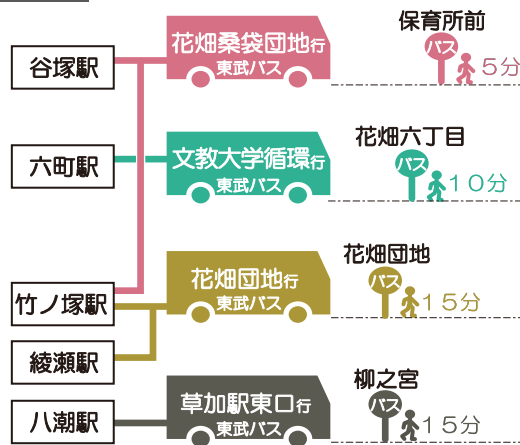 保育所前
花畑桑袋団地行
東武バス
バス
5分
谷塚駅
花畑六丁目
六町駅
文教大学循環行
東武バス
バス
10分
花畑団地
花畑団地行
東武バス
バス
15分
竹ノ塚駅
綾瀬駅
柳之宮
草加駅東口行
東武バス
バス
15分
八潮駅